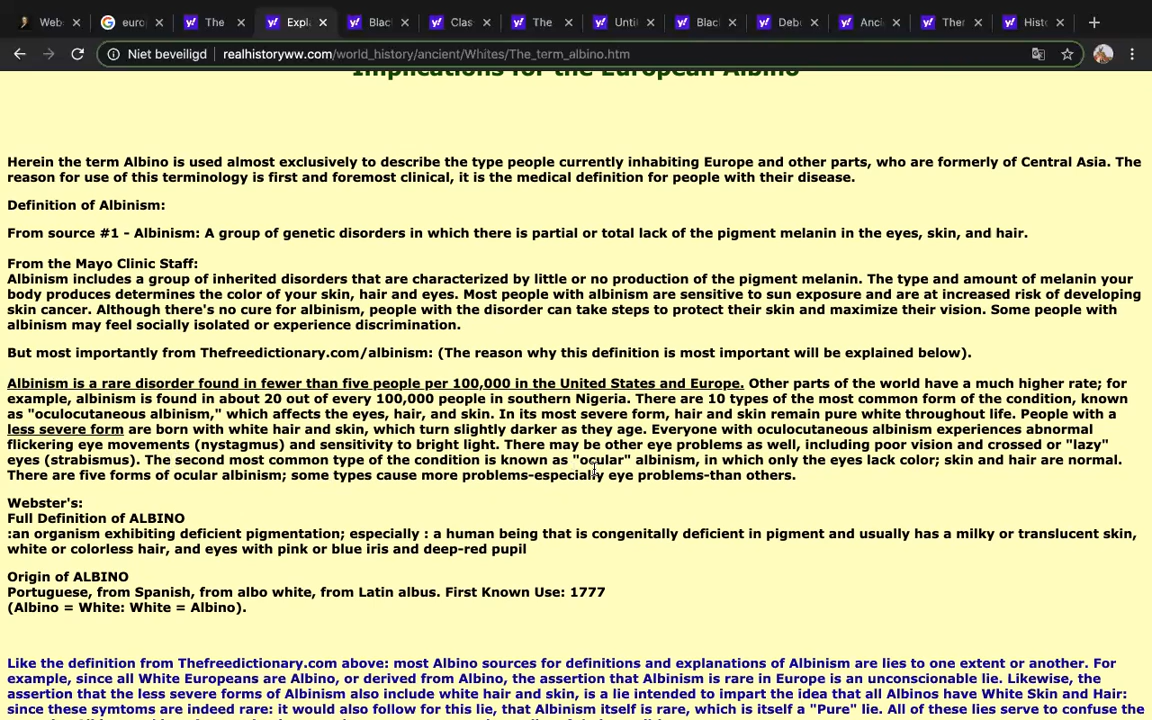 Web
euro
The
Expl
Blac
Clas
The
Unti
Blac
Debu
Anci
Ther
Histo
Niet beveiligd
realhistoryww.com/world_history/ancient/Whites/The_term_albino.htm
Implications for the European Albino
Herein the term Albino is used almost exclusively to describe the type people currently inhabiting Europe and other parts, who are formerly of Central Asia. The
reason for use of this terminology is first and foremost clinical, it is the medical definition for people with their disease.
Definition of Albinism:
From source #1 - Albinism: A group of genetic disorders in which there is partial or total lack of the pigment melanin in the eyes, skin, and hair.
From the Mayo Clinic Staff:
Albinism includes a group of inherited disorders that are characterized by little or no production of the pigment melanin. The type and amount of melanin your
body produces determines the color of your skin, hair and eyes. Most people with albinism are sensitive to sun exposure and are at increased risk of developing
skin cancer. Although there's no cure for albinism, people with the disorder can take steps to protect their skin and maximize their vision. Some people with
albinism may feel socially isolated or experience discrimination.
But most importantly from Thefreedictionary.com/albinism: (The reason why this definition is most important will be explained below).
Albinism is a rare disorder found in fewer than five people per 100,000 in the United States and Europe. Other parts of the world have a much higher rate; for
example, albinism is found in about 20 out of every 100,000 people in southern Nigeria. There are 10 types of the most common form of the condition, known
as "oculocutaneous albinism," which affects the eyes, hair, and skin. In its most severe form, hair and skin remain pure white throughout life. People with a
less severe form are born with white hair and skin, which turn slightly darker as they age. Everyone with oculocutaneous albinism experiences abnormal
flickering eye movements (nystagmus) and sensitivity to bright light. There may be other eye problems as well, including poor vision and crossed or "lazy"
eyes (strabismus). The second most common type of the condition is known as "ocular" albinism, in which only the eyes lack color; skin and hair are normal.
There are five forms of ocular albinism; some types cause more problems-especially eye problems-than others.
Webster's:
Full Definition of ALBINO
:an organism exhibiting deficient pigmentation; especially : a human being that is congenitally deficient in pigment and usually has a milky or translucent skin,
white or colorless hair, and eyes with pink or blue iris and deep-red pupil
Origin of ALBINO
Portuguese, from Spanish, from albo white, from Latin albus. First Known Use: 1777
(Albino = White: White = Albino).
Like the definition from Thefreedictionary.com above: most Albino sources for definitions and explanations of Albinism are lies to one extent or another. For
example, since all White Europeans are Albino, or derived from Albino, the assertion that Albinism is rare in Europe is an unconscionable lie. Likewise, the
assertion that the less severe forms of Albinism also include white hair and skin, is a lie intended to impart the idea that all Albinos have White Skin and Hair:
since these symtoms are indeed rare: it would also follow for this lie, that Albinism itself is rare, which is itself a "Pure" lie. All of these lies serve to confuse the